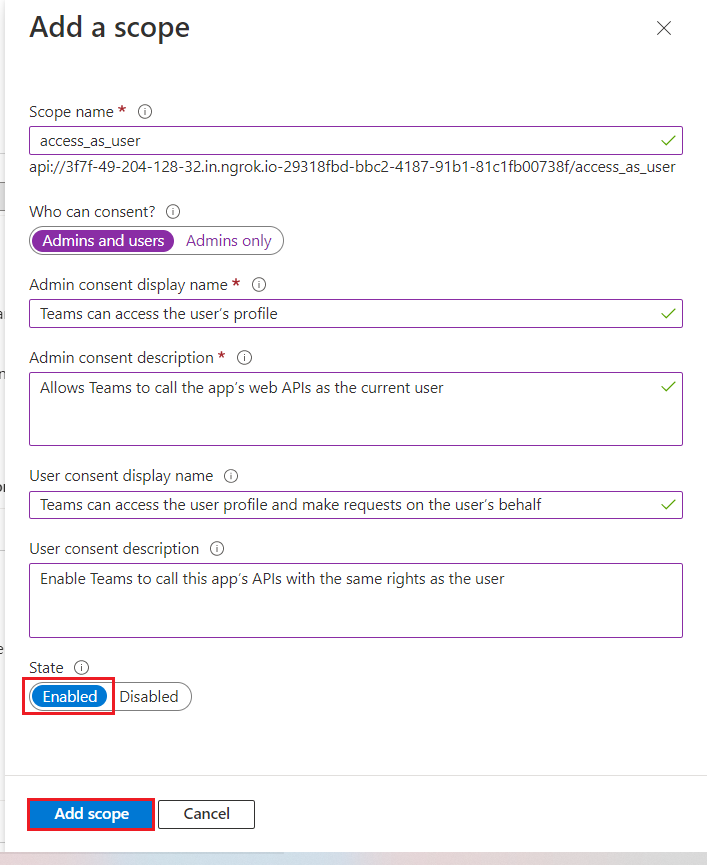 Add a scope
Scope name *
access_as_user
api://3f7f-49-204-128-32.in.ngrok.io-29318fbd-bbc2-4187-91b1-81c1fb00738f/access_as_user
Who can consent?
Admins and users Admins only
Admin consent display name *
Teams can access the user’s profile
Admin consent description *
Allows Teams to call the app’s web APIs as the current user
User consent display name
Teams can access the user profile and make requests on the user’s behalf
User consent description
Enable Teams to call this app’s APIs with the same rights as the user
State
Enabled Disabled
Add scope Cancel